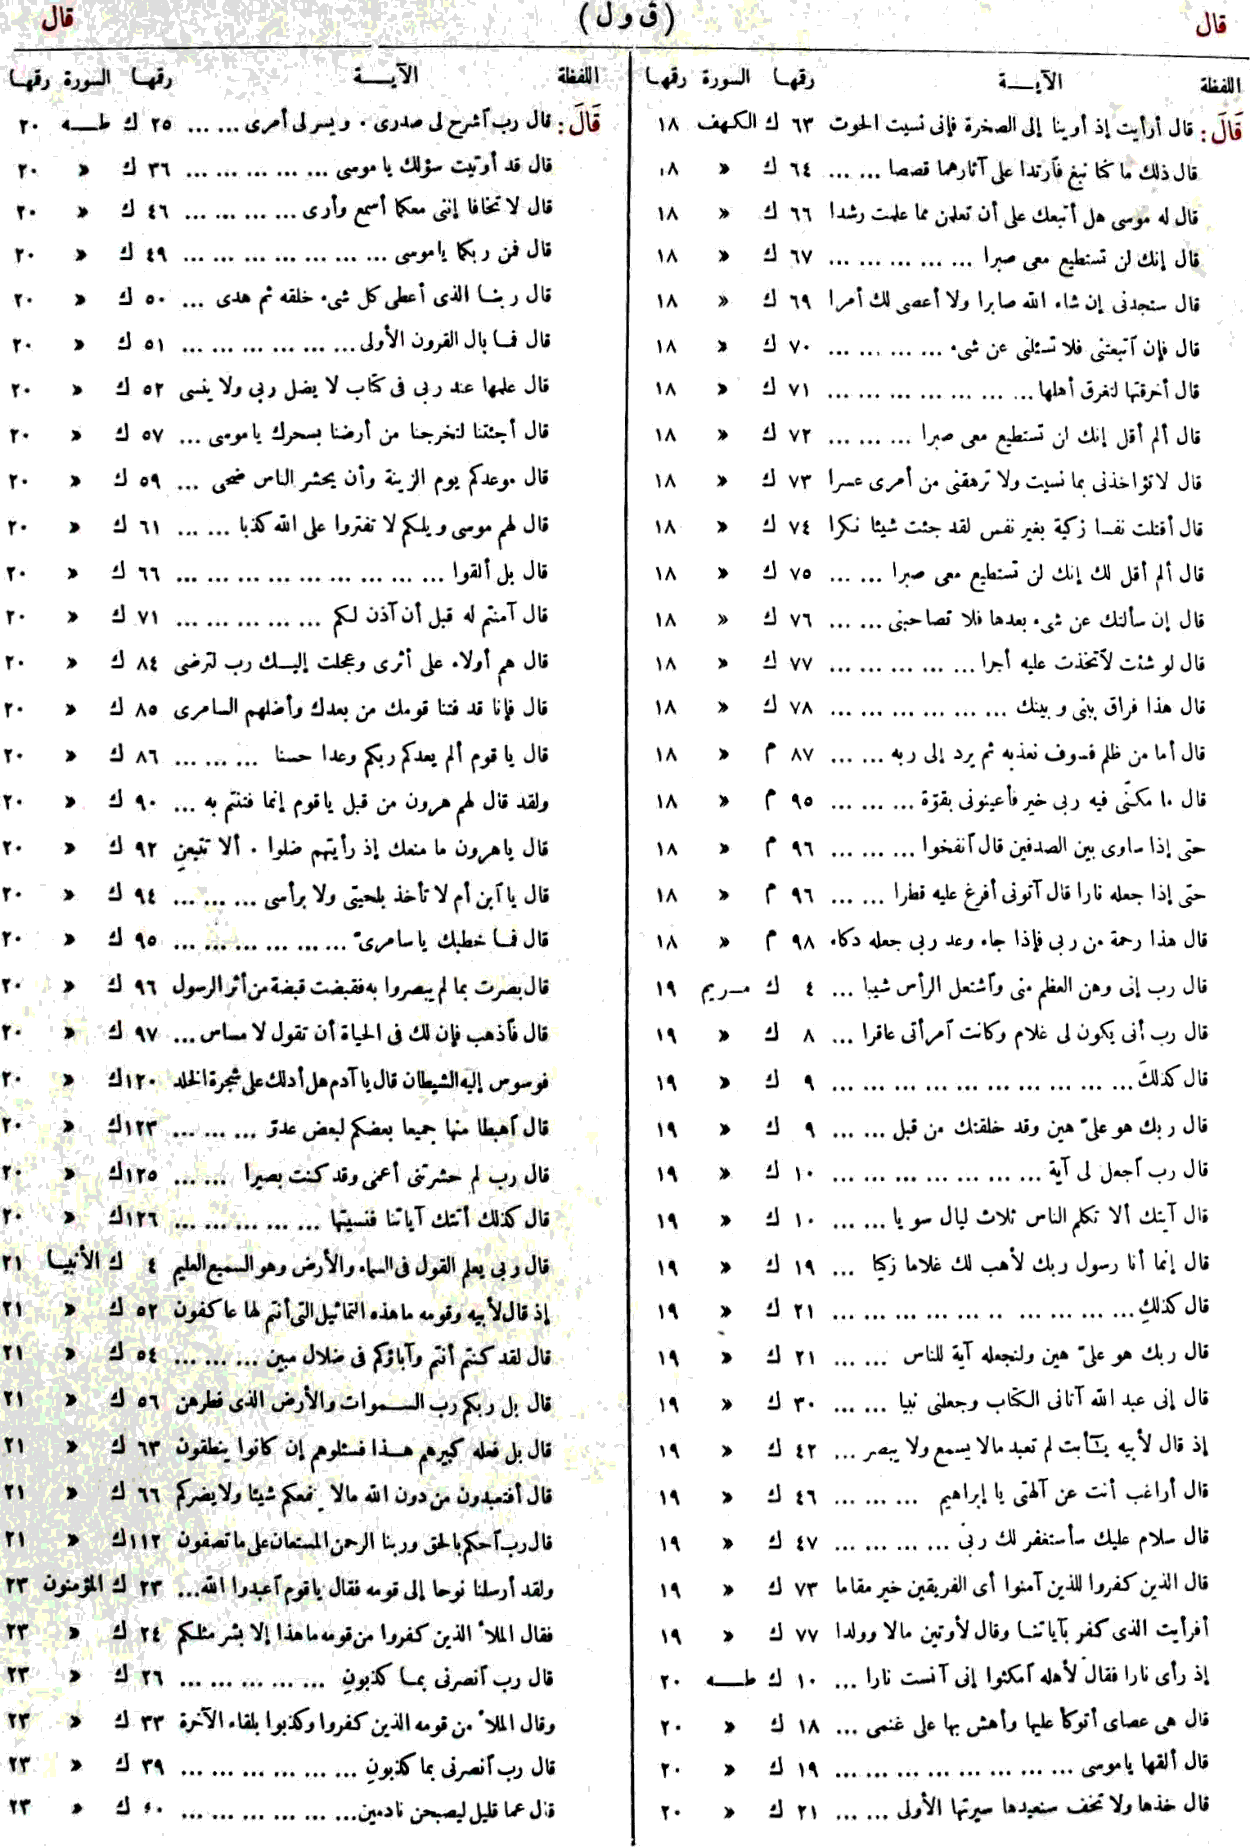 قال
( ق و ل )
قال
اللفظة الآيــة رقمها السورة رقمها
قَالَ: قال أرأيت إذ أوينا إلى الصخرة فإنى نسيت الحوت ٦٣ ك الكهف ١٨
قال ذلك ما كنا نبغ فٱرتدا على آثارهما قصصا ... ... ٦٤ ك » ١٨
قال له موسى هل أتبعك على أن تعلمن مما علمت رشدا ٦٦ ك » ١٨
قال إنك لن تستطيع معى صبرا ... ... ... ... ... ٦٧ ك » ١٨
قال ستجدنى إن شاء الله صابرا ولا أعصى لك أمرا ٦٩ ك » ١٨
قال فإن ٱتبعتنى فلا تسئلنى عن شىء ... ... ... ... ٧٠ ك » ١٨
قال أخرقتها لتغرق أهلها ... ... ... ... ... ... ... ٧١ ك » ١٨
قال ألم أقل إنك لن تستطيع معى صبرا ... ... ... ٧٢ ك » ١٨
قال لا تؤاخذنى بما نسيت ولا ترهقنى من أمرى عسرا ٧٣ ك » ١٨
قال أقتلت نفسا زكية بغير نفس لقد جئت شيئا نكرا ٧٤ ك » ١٨
قال ألم أقل لك إنك لن تستطيع معى صبرا ... ... ٧٥ ك » ١٨
قال إن سألتك عن شىء بعدها فلا تصاحبنى ... ... ٧٦ ك » ١٨
قال لو شئت لٱتخذت عليه أجرا ... ... ... ... ... ٧٧ ك » ١٨
قال هذا فراق بينى و بينك ... ... ... ... ... ... ٧٨ ك » ١٨
قال أما من ظلم فسوف نعذبه ثم يرد إلى ربه ... ... ٨٧ م » ١٨
قال ما مكنّى فيه ربى خير فأعينونى بقوّة ... ... ... ٩٥ م » ١٨
حتى إذا ساوى بين الصدفين قال ٱنفخوا ... ... ... ٩٦ م » ١٨
حتى إذا جعله نارا قال آتونى أفرغ عليه قطرا ... ... ٩٦ م » ١٨
قال هذا رحمة من ربى فإذا جاء وعد ربى جعله دكاء ٩٨ م » ١٨
قال رب إنى وهن العظم منى وٱشتعل الرأس شيبا ... ٤ ك مــريم ١٩
قال رب أنى يكون لى غلام وكانت ٱمرأتى عاقرا ... ٨ ك » ١٩
قال كذلكَ ... ... ... ... ... ... ... ... ... ... ٩ ك » ١٩
قال ربك هو علىّ هين وقد خلقتك من قبل ... ... ٩ ك » ١٩
قال رب ٱجعل لى آية ... ... ... ... ... ... ... ١٠ ك » ١٩
قال آيتك ألا تكلم الناس ثلاث ليال سويا ... ... ١٠ ك » ١٩
قال إنما أنا رسول ربك لأهب لك غلاما زكيا ... ١٩ ك » ١٩
قال كذلكِ ... ... ... ... ... ... ... ... ... ... ٢١ ك » ١٩
قال ربك هو علىّ هين ولنجعله آية للناس ... ... ٢١ ك » ١٩
قال إنى عبد الله آتانى الكتاب وجعلنى نبيا ... ... ٣٠ ك » ١٩
إذ قال لأبيه يـٰٓأبت لم تعبد مالا يسمع ولا يبصر ... ٤٢ ك » ١٩
قال أراغب أنت عن آلهتى يا إبراهيم ... ... ... ٤٦ ك » ١٩
قال سلام عليك سأستغفر لك ربىّ ... ... ... ... ٤٧ ك » ١٩
قال الذين كفروا للذين آمنوا أى الفريقين خير مقاما ٧٣ ك » ١٩
أفرأيت الذى كفر بآياتنا وقال لأوتين مالا وولدا ٧٧ ك » ١٩
إذ رأى نارا فقال لأهله ٱمكثوا إنى آنست نارا ... ١٠ ك طـــه ٢٠
قال هى عصاى أتوكأ عليها وأهش بها على غنمى ... ١٨ ك » ٢٠
قال ألقها ياموسى ... ... ... ... ... ... ... ... ... ١٩ ك » ٢٠
قال خذها ولا تخف سنعيدها سيرتها الأولى ... ... ٢١ ك » ٢٠
اللفظة الآيــة رقمها السورة رقمها
قَالَ: قال رب ٱشرح لى صدرى ٠ ويسر لى أمرى ... ... ٢٥ ك طـــه ٢٠
قال قد أوتيت سؤلك يا موسى ... ... ... ... ... ٣٦ ك » ٢٠
قال لا تخافا إننى معكما أسمع وأرى ... ... ... ... ٤٦ ك » ٢٠
قال فمن ربكما ياموسى ... ... ... ... ... ... ... ٤٩ ك » ٢٠
قال ربنا الذى أعطى كل شىء خلقه ثم هدى ... ٥٠ ك » ٢٠
قال فما بال القرون الأولى ... ... ... ... ... ... ٥١ ك » ٢٠
قال علمها عند ربى فى كتاب لا يضل ربى ولا ينسى ٥٢ ك » ٢٠
قال أجئتنا لتخرجنا من أرضنا بسحرك ياموسى ... ٥٧ ك » ٢٠
قال موعدكم يوم الزينة وأن يحشر الناس ضحى ... ٥٩ ك » ٢٠
قال لهم موسى ويلكم لا تفتروا على الله كذبا ... ... ٦١ ك » ٢٠
قال بل ألقوا ... ... ... ... ... ... ... ... ... ٦٦ ك » ٢٠
قال آمنتم له قبل أن آذن لكم ... ... ... ... ... ٧١ ك » ٢٠
قال هم أولاء على أثرى وعجلت إليك رب لترضى ٨٤ ك » ٢٠
قال فإنا قد فتنا قومك من بعدك وأضلهم السامرى ٨٥ ك » ٢٠
قال يا قوم ألم يعدكم ربكم وعدا حسنا ... ... ... ٨٦ ك » ٢٠
ولقد قال لهم هرون من قبل ياقوم إنما فتنتم به ... ٩٠ ك » ٢٠
قال ياهرون ما منعك إذ رأيتهم ضلوا ٠ ألا تتبعنِ ٩٢ ك » ٢٠
قال يا ٱبن أم لا تأخذ بلحيتى ولا برأسى ... ... ... ٩٤ ك » ٢٠
قال فما خطبك ياسامرىّ ... ... ... ... ... ... ٩٥ ك » ٢٠
قال بصرت بما لم يبصروا به فقبضت قبضة من أثر الرسول ٩٦ ك » ٢٠
قال فٱذهب فإن لك فى الحياة أن تقول لا مساس ... ٩٧ ك » ٢٠
فوسوس إليه الشيطان قال يا آدم هل أدلك على شجرة الخلد ١٢٠ك » ٢٠
قال ٱهبطا منها جميعا بعضكم لبعض عدوّ ... ... ... ١٢٣ك » ٢٠
قال رب لم حشرتنى أعمى وقد كنت بصيرا ... ... ١٢٥ك » ٢٠
قال كذلك أتتك آياتنا فنسيتها ... ... ... ... ... ١٢٦ك » ٢٠
قال ربى يعلم القول فى السماء والأرض وهو السميع العليم ٤ ك الأنبيا ٢١
إذ قال لأبيه وقومه ما هذه التماثيل التى أنتم لها عاكفون ٥٢ ك » ٢١
قال لقد كنتم أنتم وآباؤكم فى ضلال مبين ... ... ... ٥٤ ك » ٢١
قال بل ربكم رب السموات والأرض الذى فطرهن ٥٦ ك » ٢١
قال بل فعله كبيرهم هذا فسئلوهم إن كانوا ينطقون ٦٣ ك » ٢١
قال أفتعبدون من دون الله مالا ينفعكم شيئا ولا يضركم ٦٦ ك » ٢١
قال رب ٱحكم بالحق وربنا الرحمن المستعان على ما تصفون ١١٢ك » ٢١
ولقد أرسلنا نوحا إلى قومه فقال ياقوم ٱعبدوا الله ... ٢٣ ك المؤمنون ٢٣
فقال الملأ الذين كفروا من قومه ما هذا إلا بشر مثلكم ٢٤ ك » ٢٣
قال رب ٱنصرنى بما كذبونِ ... ... ... ... ... ٢٦ ك » ٢٣
وقال الملأ من قومه الذين كفروا وكذبوا بلقاء الآخرة ٣٣ ك » ٢٣
قال رب ٱنصرنى بما كذبونِ ... ... ... ... ... ... ٣٩ ك » ٢٣
قال عما قليل ليصبحن نادمين ... ... ... ... ... ... ٤٠ ك » ٢٣